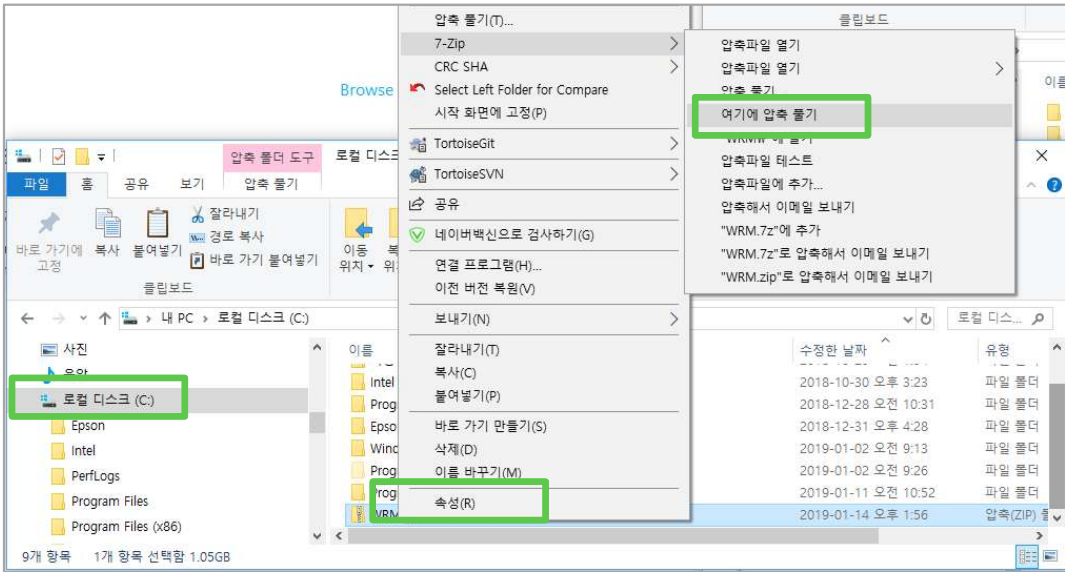 압축 풀기(T)...
7-Zip
CRC SHA
Select Left Folder for Compare
시작 화면에 고정(P)
TortoiseGit
TortoiseSVN
공유
네이버백신으로 검사하기(G)
연결 프로그램(H)...
이전 버전 복원(V)
보내기(N)
잘라내기(T)
복사(C)
붙여넣기(P)
바로 가기 만들기(S)
삭제(D)
이름 바꾸기(M)
속성(R)
클립보드
압축파일 열기
압축파일 열기
압축 풀기
여기에 압축 풀기
압축파일 테스트
압축파일에 추가...
압축해서 이메일 보내기
"WRM.7z"에 추가
"WRM.7z"로 압축해서 이메일 보내기
"WRM.zip"로 압축해서 이메일 보내기
Browse
압축 폴더 도구
로컬 디스크
파일 홈 공유 보기 압축 풀기
바로 가기에 고정
복사
붙여넣기
잘라내기
경로 복사
바로 가기 붙여넣기
클립보드
이동 위치
내 PC 로컬 디스크 (C:)
로컬 디스...
사진
음악
로컬 디스크 (C:)
Epson
Intel
PerfLogs
Program Files
Program Files (x86)
이름 수정한 날짜 유형
Intel 2018-10-30 오후 3:23 파일 폴더
Prog 2018-12-28 오전 10:31 파일 폴더
Epso 2018-12-31 오후 4:28 파일 폴더
Winc 2019-01-02 오전 9:13 파일 폴더
Prog 2019-01-02 오전 9:26 파일 폴더
Prog 2019-01-11 오전 10:52 파일 폴더
WRM 2019-01-14 오후 1:56 압축(ZIP)
9개 항목 1개 항목 선택함 1.05GB